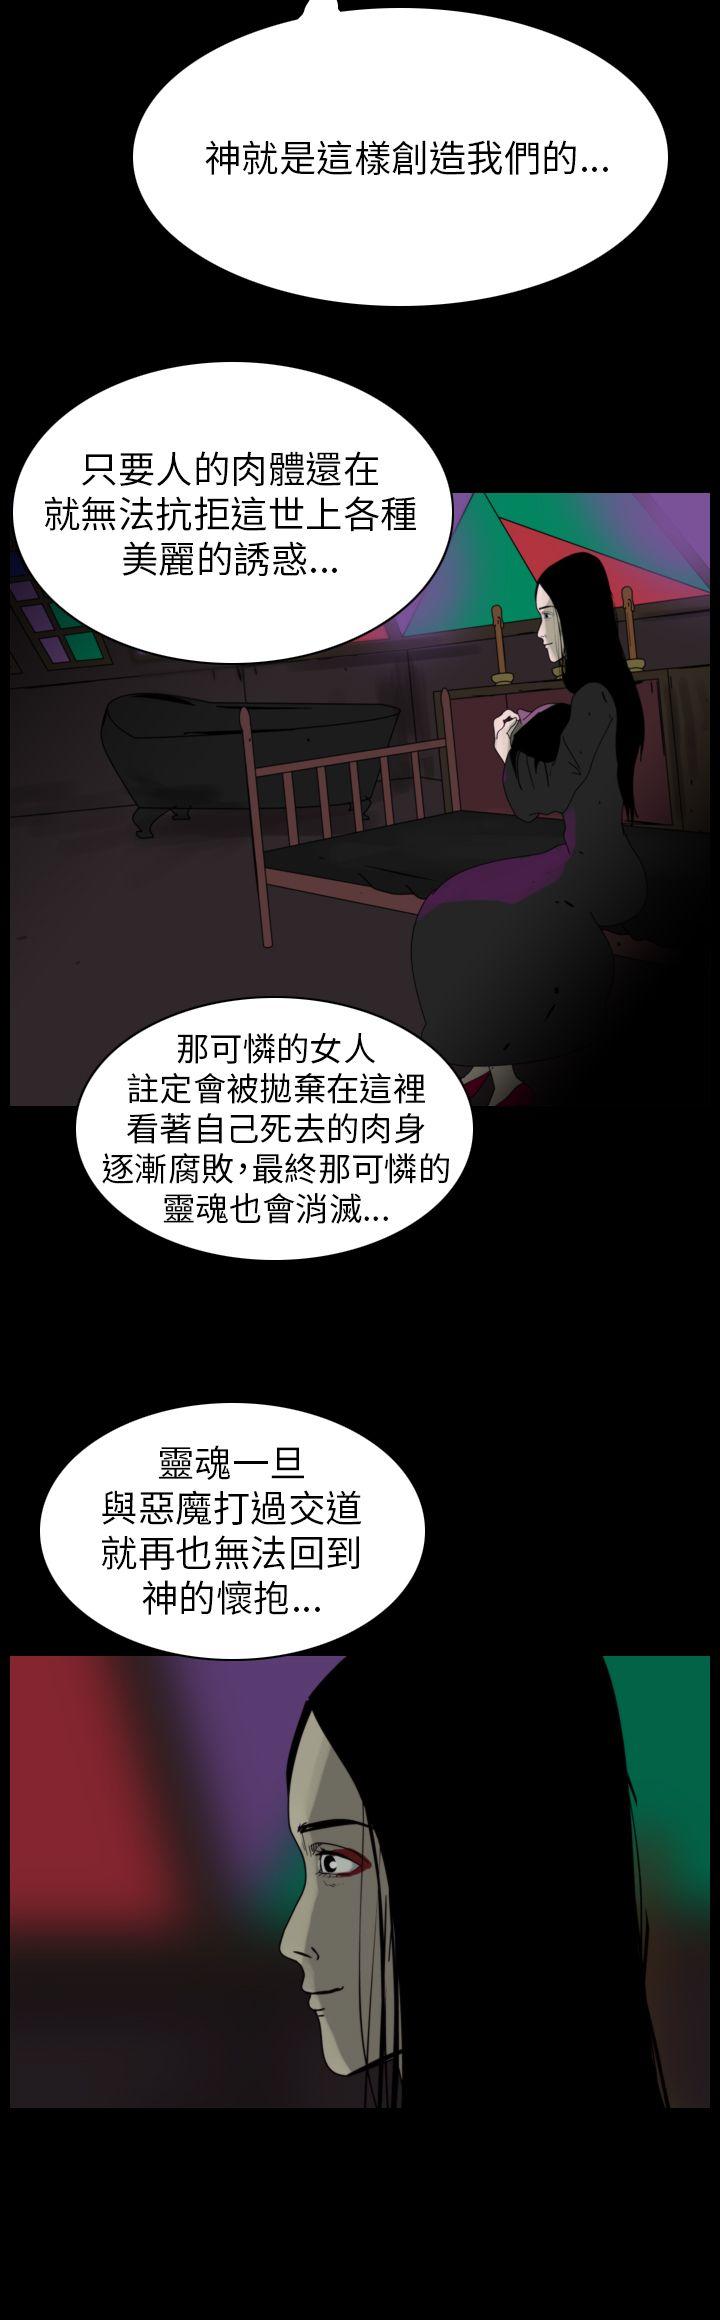 神就是這樣創造我們的...
只要人的肉體還在
就無法抗拒這世上各種
美麗的誘惑...
那可憐的女人
註定會被拋棄在這裡
看著自己死去的肉身
逐漸腐敗，最終那可憐的
靈魂也會消滅...
靈魂一旦
與惡魔打過交道
就再也無法回到
神的懷抱...